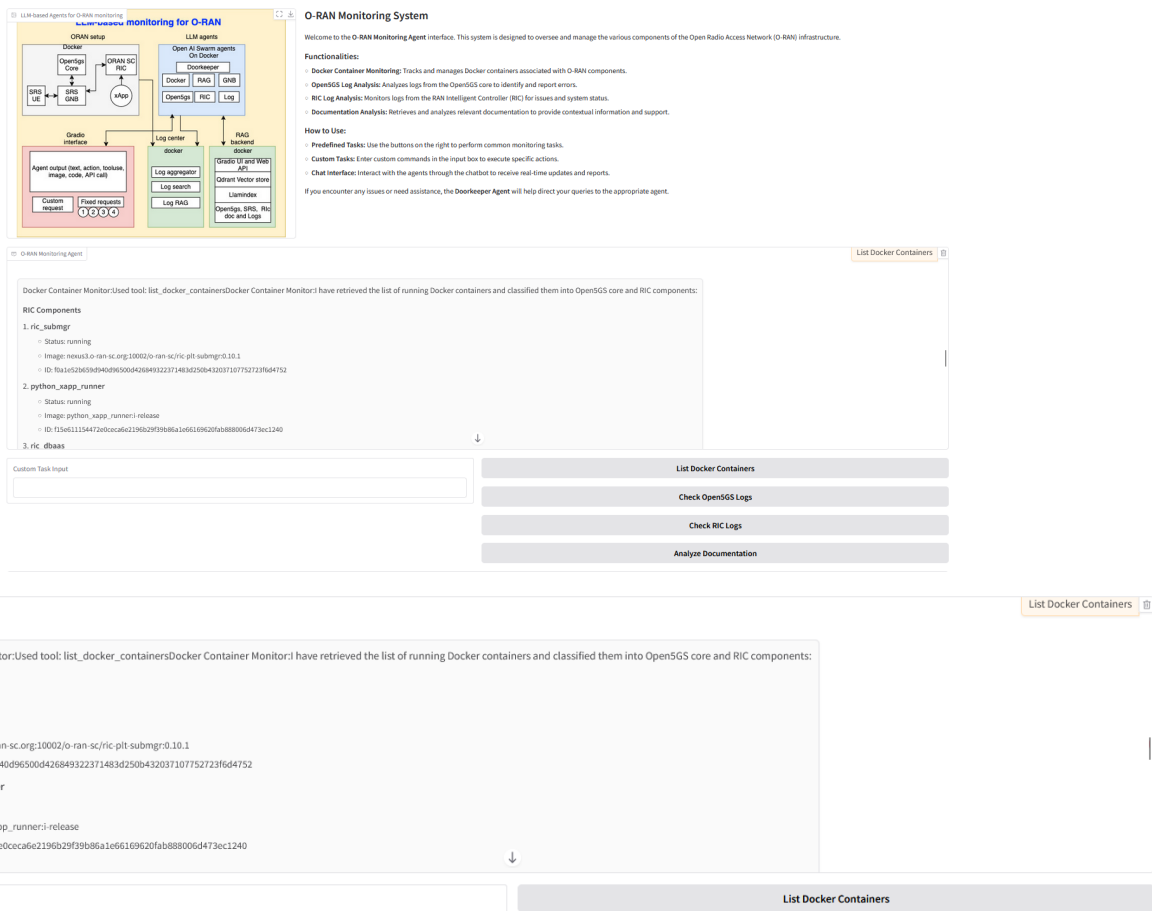 LLM-based Agents for O-RAN monitoring
LLM-based monitoring for O-RAN
ORAN setup
LLM agents
Docker
Open5gs Core
ORAN SC RIC
SRS UE
SRS GNB
xApp
Open AI Swarm agents On Docker
Doorkeeper
Docker
RAG
GNB
Open5gs
RIC
Log
Gradio interface
Log center
RAG backend
Agent output (text, action, tooluse, image, code, API call)
Custom request
Fixed requests
1 2 3 4
docker
Log aggregator
Log search
Log RAG
docker
Gradio UI and Web API
Qdrant Vector store
Llamindex
Open5gs, SRS, RIc doc and Logs
O-RAN Monitoring System
Welcome to the O-RAN Monitoring Agent interface. This system is designed to oversee and manage the various components of the Open Radio Access Network (O-RAN) infrastructure.
Functionalities:
Docker Container Monitoring: Tracks and manages Docker containers associated with O-RAN components.
Open5GS Log Analysis: Analyzes logs from the Open5GS core to identify and report errors.
RIC Log Analysis: Monitors logs from the RAN Intelligent Controller (RIC) for issues and system status.
Documentation Analysis: Retrieves and analyzes relevant documentation to provide contextual information and support.
How to Use:
Predefined Tasks: Use the buttons on the right to perform common monitoring tasks.
Custom Tasks: Enter custom commands in the input box to execute specific actions.
Chat Interface: Interact with the agents through the chatbot to receive real-time updates and reports.
If you encounter any issues or need assistance, the Doorkeeper Agent will help direct your queries to the appropriate agent.
O-RAN Monitoring Agent
List Docker Containers
Docker Container Monitor:Used tool: list_docker_containersDocker Container Monitor:I have retrieved the list of running Docker containers and classified them into Open5GS core and RIC components:
RIC Components
1. ric_submgr
Status: running
Image: nexus3.o-ran-sc.org:10002/o-ran-sc/ric-plt-submgr:0.10.1
ID: f0a1e52b659d940d96500d426849322371483d250b432037107752723f6d4752
2. python_xapp_runner
Status: running
Image: python_xapp_runner:i-release
ID: f15e611154472e0ceca6e2196b29f39b86a1e66169620fab888006d473ec1240
3. ric_dbaas
Custom Task Input
List Docker Containers
Check Open5GS Logs
Check RIC Logs
Analyze Documentation
List Docker Containers
tor:Used tool: list_docker_containersDocker Container Monitor:I have retrieved the list of running Docker containers and classified them into Open5GS core and RIC components:
n-sc.org:10002/o-ran-sc/ric-plt-submgr:0.10.1
40d96500d426849322371483d250b432037107752723f6d4752
r
pp_runner:i-release
e0ceca6e2196b29f39b86a1e66169620fab888006d473ec1240
List Docker Containers